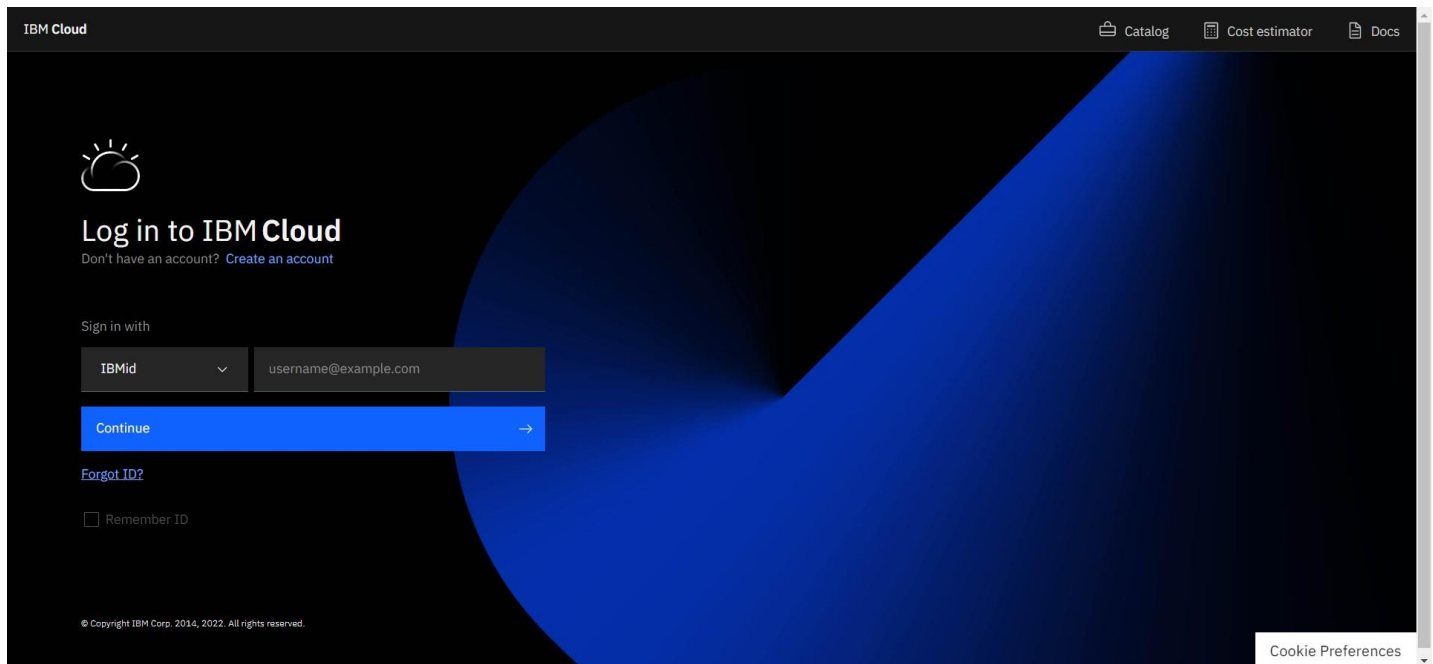 IBM Cloud
Catalog
Cost estimator
Docs
Log in to IBM Cloud
Don't have an account? Create an account
Sign in with
IBMid
username@example.com
Continue
Forgot ID?
Remember ID
© Copyright IBM Corp. 2014, 2022. All rights reserved.
Cookie Preferences